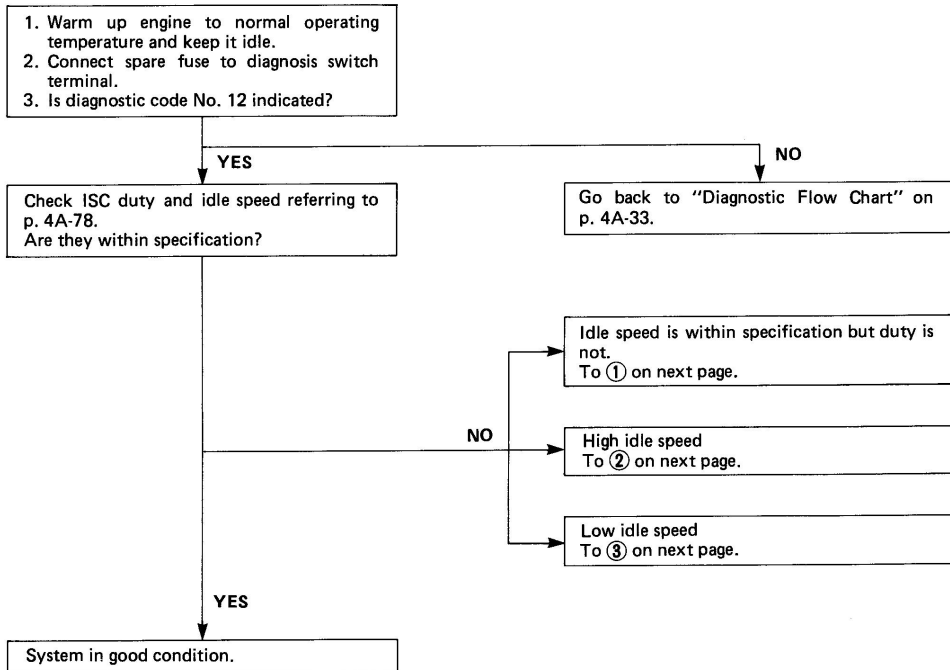 1. Warm up engine to normal operating
temperature and keep it idle.
2. Connect spare fuse to diagnosis switch
terminal.
3. Is diagnostic code No. 12 indicated?
YES
NO
Check ISC duty and idle speed referring to
p. 4A-78.
Are they within specification?
Go back to "Diagnostic Flow Chart" on
p. 4A-33.
Idle speed is within specification but duty is
not.
To ① on next page.
NO
High idle speed
To ② on next page.
Low idle speed
To ③ on next page.
YES
System in good condition.